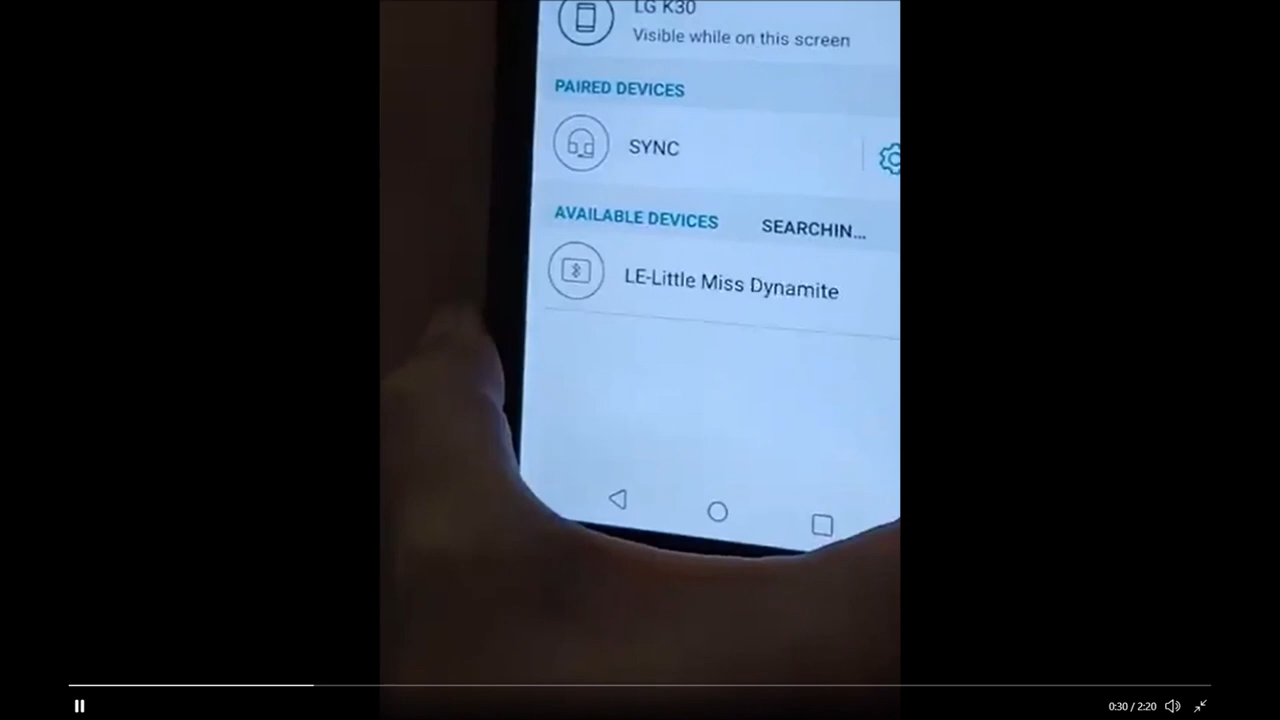 LG K30
Visible while on this screen
PAIRED DEVICES
SYNC
AVAILABLE DEVICES SEARCHIN...
LE-Little Miss Dynamite
0:30 / 2:20